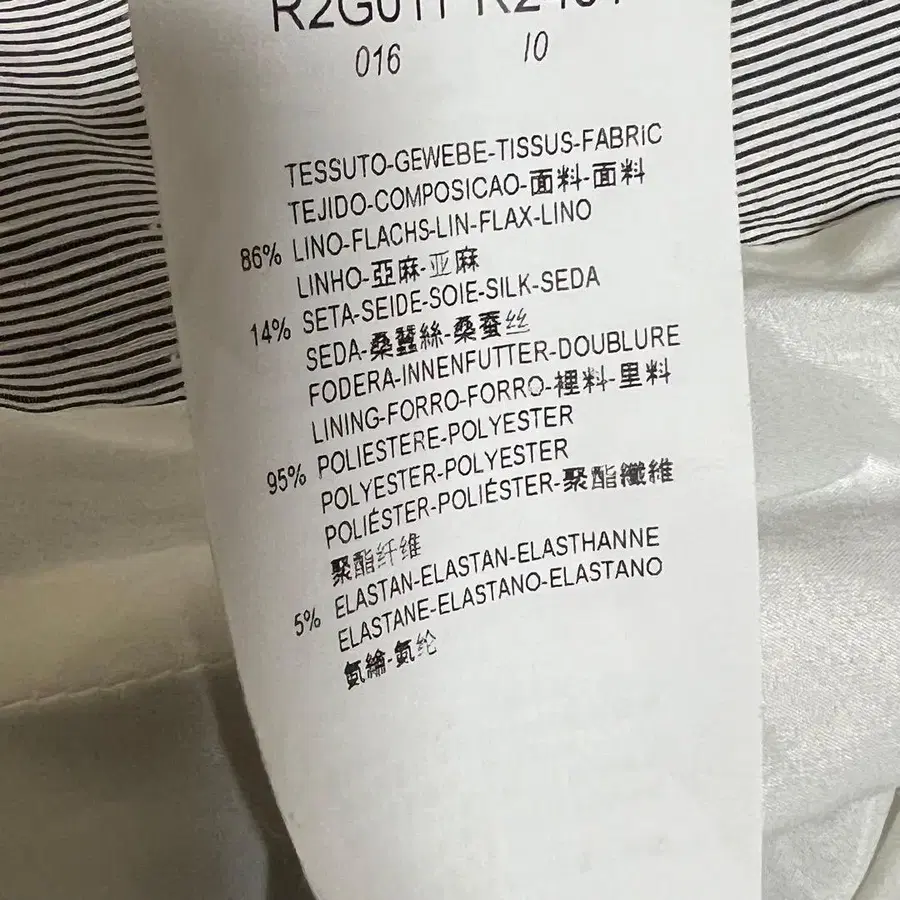 016 10
TESSUTO-GEWEBE-TISSUS-FABRIC
TEJIDO-COMPOSICAO-面料-面料
86% LINO-FLACHS-LIN-FLAX-LINO
LINHO-亞麻-亚麻
14% SETA-SEIDE-SOIE-SILK-SEDA
SEDA-桑蠶絲-桑蚕丝
FODERA-INNENFUTTER-DOUBLURE
LINING-FORRO-FORRO-裡料-里料
95% POLIESTERE-POLYESTER
POLYESTER-POLYESTER
POLIÉSTER-POLIÉSTER-聚酯纖維
聚酯纤维
5% ELASTAN-ELASTAN-ELASTHANNE
ELASTANE-ELASTANO-ELASTANO
氨綸-氨纶